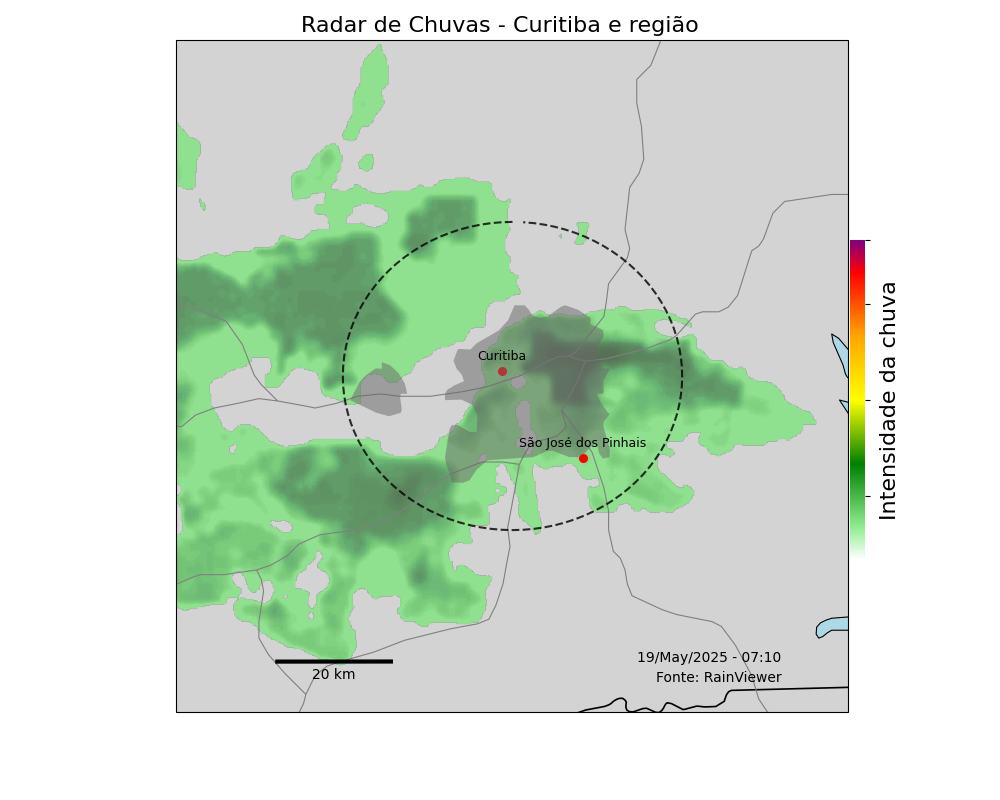 Radar de Chuvas - Curitiba e região
Curitiba
São José dos Pinhais
Intensidade da chuva
19/May/2025 - 07:10
Fonte: RainViewer
20 km